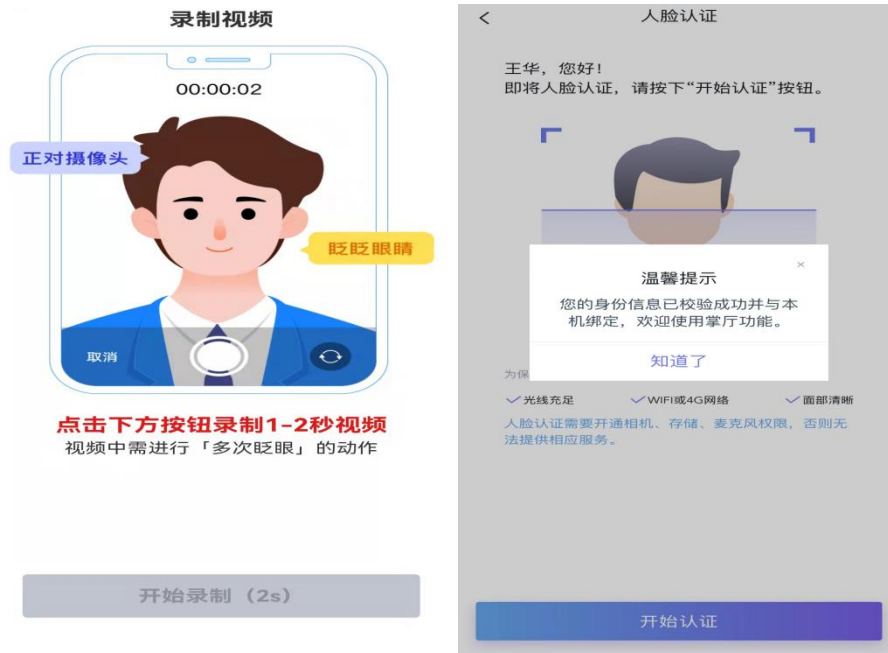 录制视频
00:00:02
正对摄像头
眨眨眼睛
取消
点击下方按钮录制1-2秒视频
视频中需进行「多次眨眼」的动作
开始录制（2s）
人脸认证
王华，您好！
即将人脸认证，请按下“开始认证”按钮。
温馨提示
您的身份信息已校验成功并与本
机绑定，欢迎使用掌厅功能。
知道了
为保
光线充足 WIFI或4G网络 面部清晰
人脸认证需要开通相机、存储、麦克风权限，否则无
法提供相应服务。
开始认证